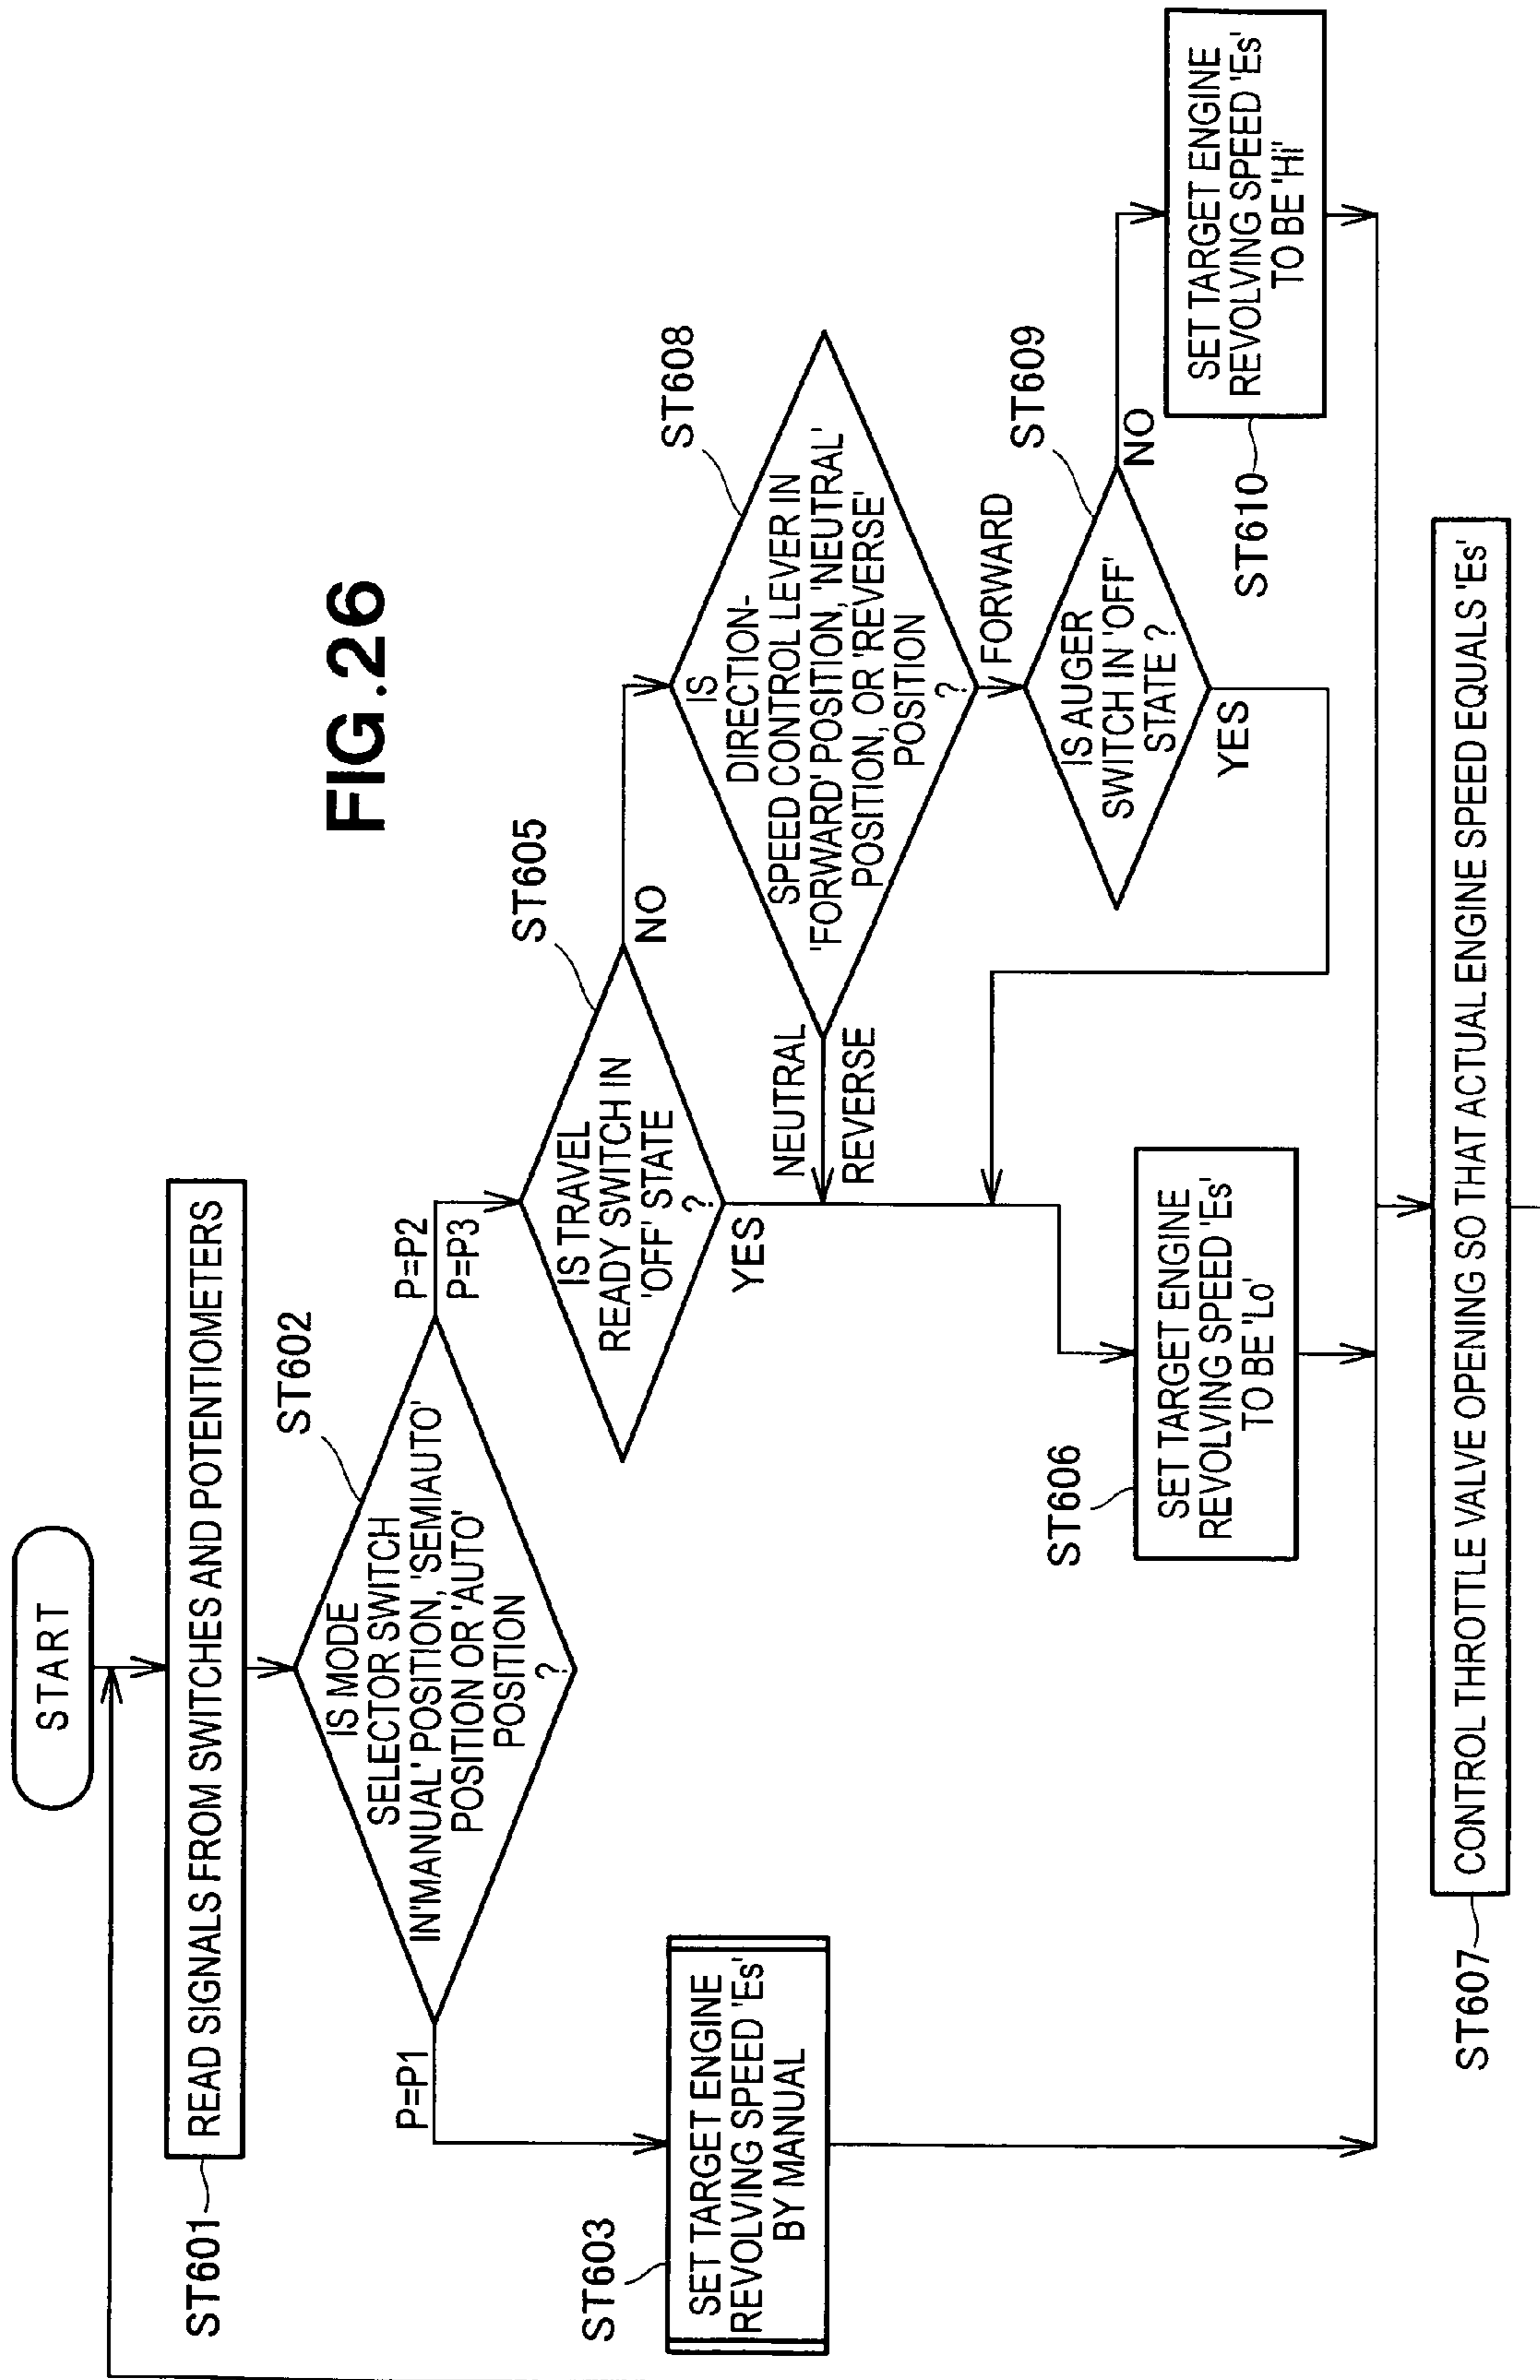 FIG.26
START
ST601
READ SIGNALS FROM SWITCHES AND POTENTIOMETERS
ST602
IS MODE
SELECTOR SWITCH
IN'MANUAL' POSITION, 'SEMIAUTO'
POSITION OR 'AUTO'
POSITION
?
P=P1
P=P2
P=P3
ST603
SET TARGET ENGINE
REVOLVING SPEED 'Es'
BY MANUAL
ST605
IS TRAVEL
READY SWITCH IN
'OFF' STATE
?
NO
YES
ST608
IS
DIRECTION-
SPEED CONTROL LEVER IN
'FORWARD' POSITION, 'NEUTRAL'
POSITION, OR 'REVERSE'
POSITION
?
NEUTRAL
REVERSE
FORWARD
ST609
IS AUGER
SWITCH IN 'OFF'
STATE ?
NO
YES
ST606
SET TARGET ENGINE
REVOLVING SPEED 'Es'
TO BE 'Lo'
ST610
SET TARGET ENGINE
REVOLVING SPEED 'Es'
TO BE 'Hi'
ST607
CONTROL THROTTLE VALVE OPENING SO THAT ACTUAL ENGINE SPEED EQUALS 'Es'